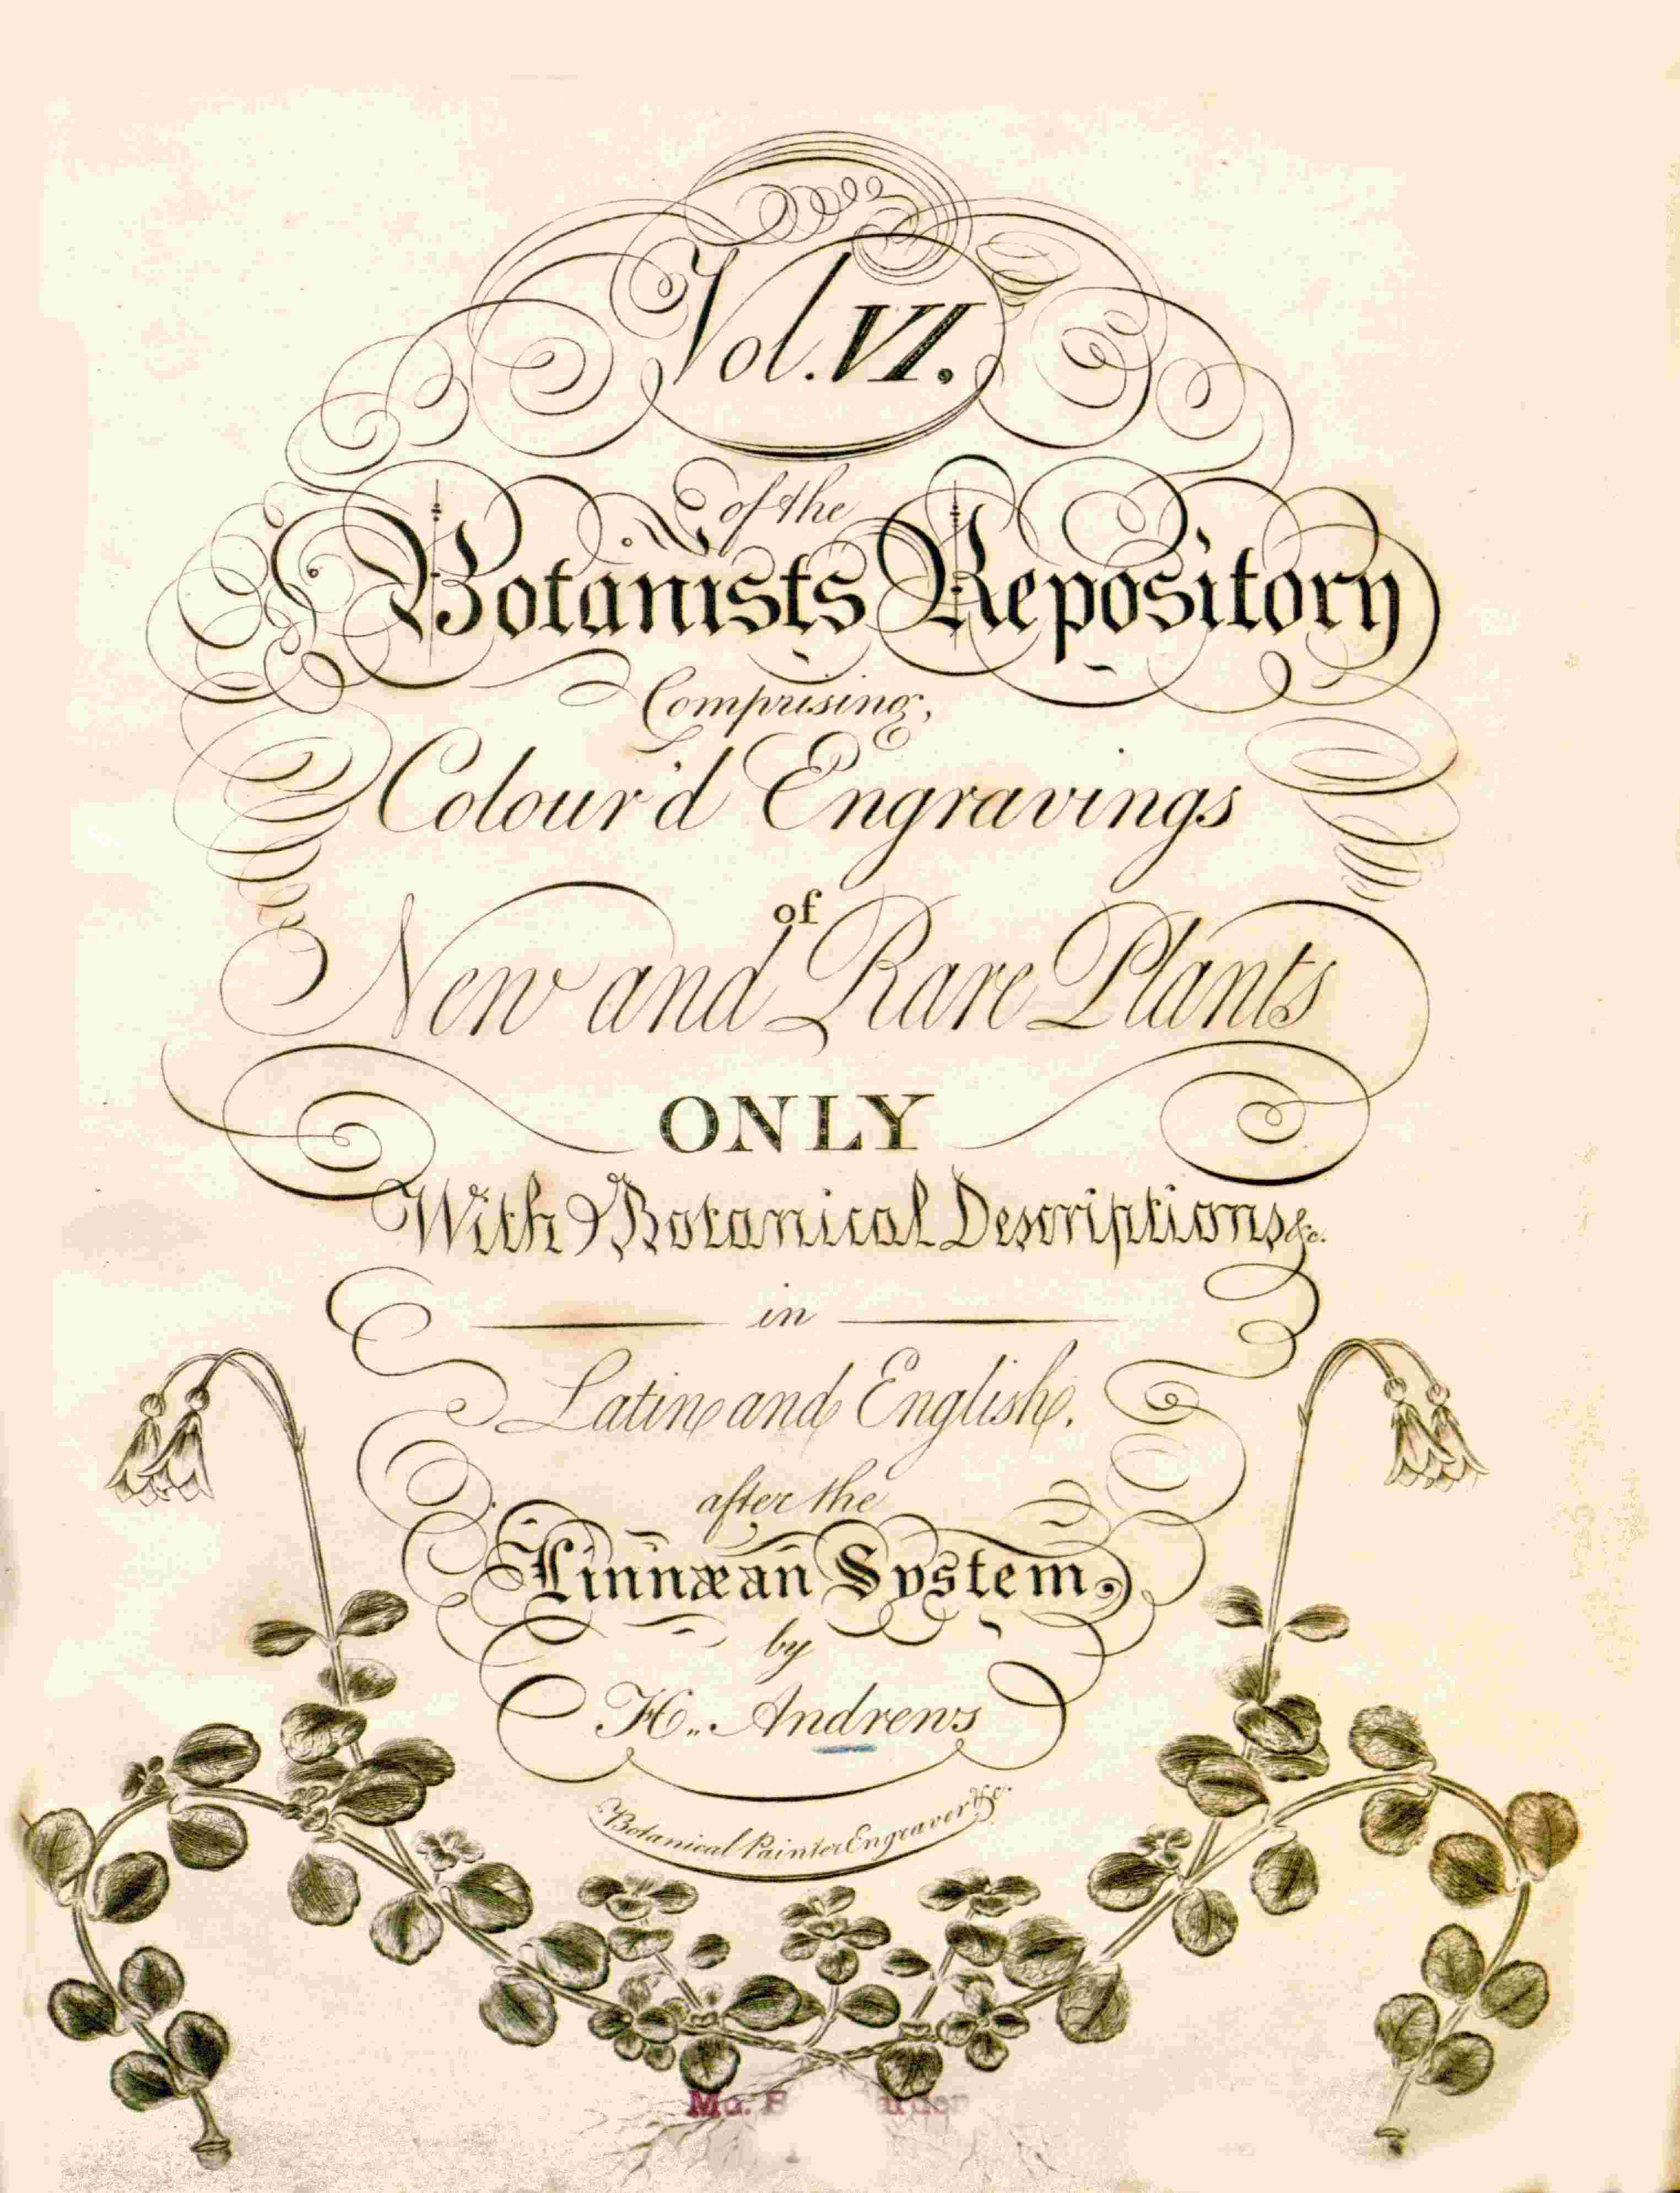 Vol. VI.
of the
Botanists Repository
Comprising,
Colour'd Engravings
of
New and Rare Plants
ONLY
With Botanical Descriptions &c.
in
Latin and English.
after the
Linnæan System,
by
H,, Andrews
Botanical Painter Engraver &c.
Mo.